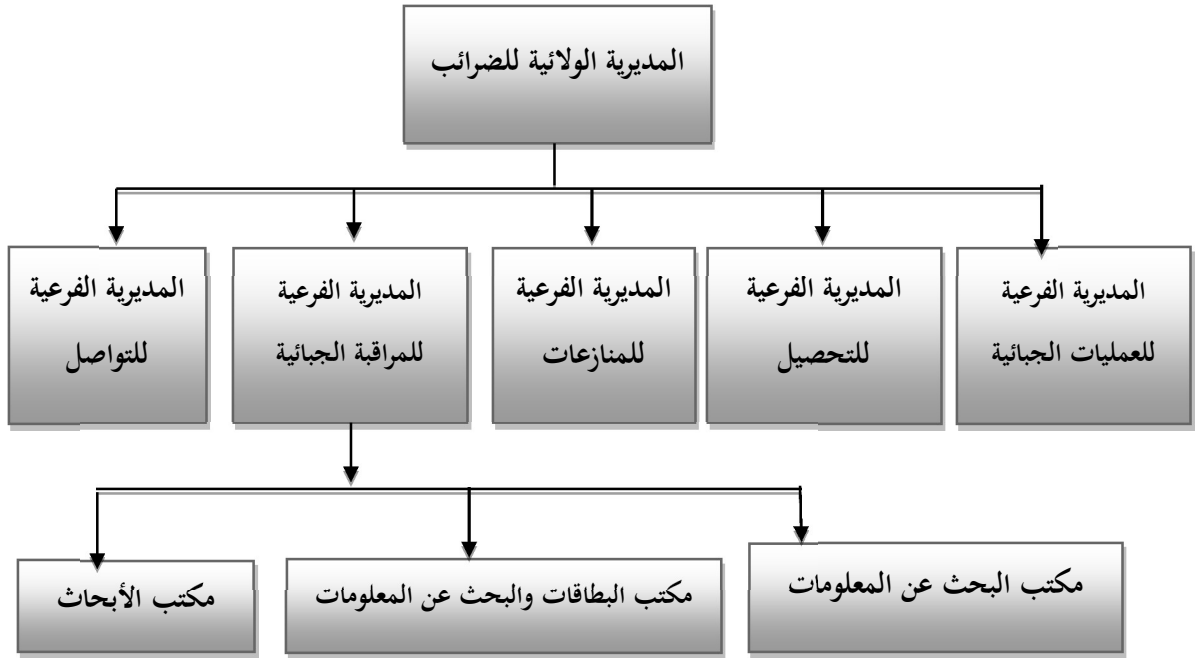 المديرية الولائية للضرائب
المديرية الفرعية
للعمليات الجبائية
المديرية الفرعية
للتحصيل
المديرية الفرعية
للمنازعات
المديرية الفرعية
للمراقبة الجبائية
المديرية الفرعية
للتواصل
مكتب البحث عن المعلومات
مكتب البطاقات والبحث عن المعلومات
مكتب الأبحاث